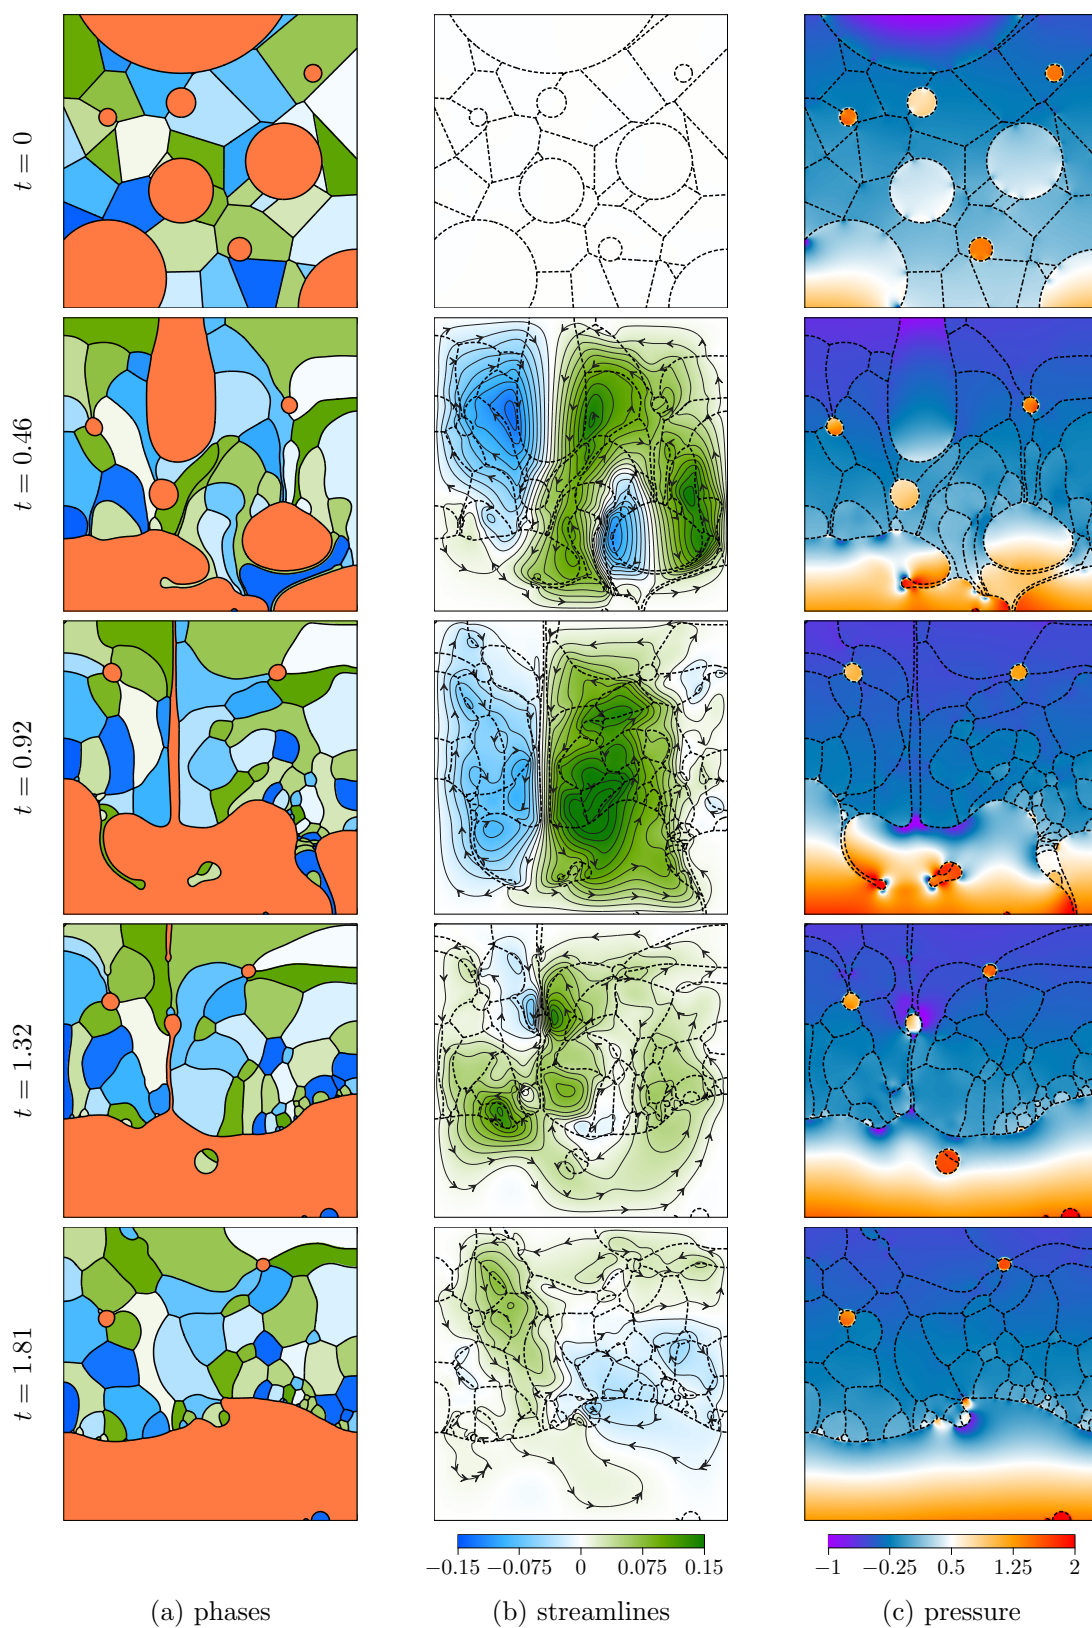 t = 0
t = 0.46
t = 0.92
t = 1.32
t = 1.81
−0.15 −0.075 0 0.075 0.15
−1 −0.25 0.5 1.25 2
(a) phases (b) streamlines (c) pressure